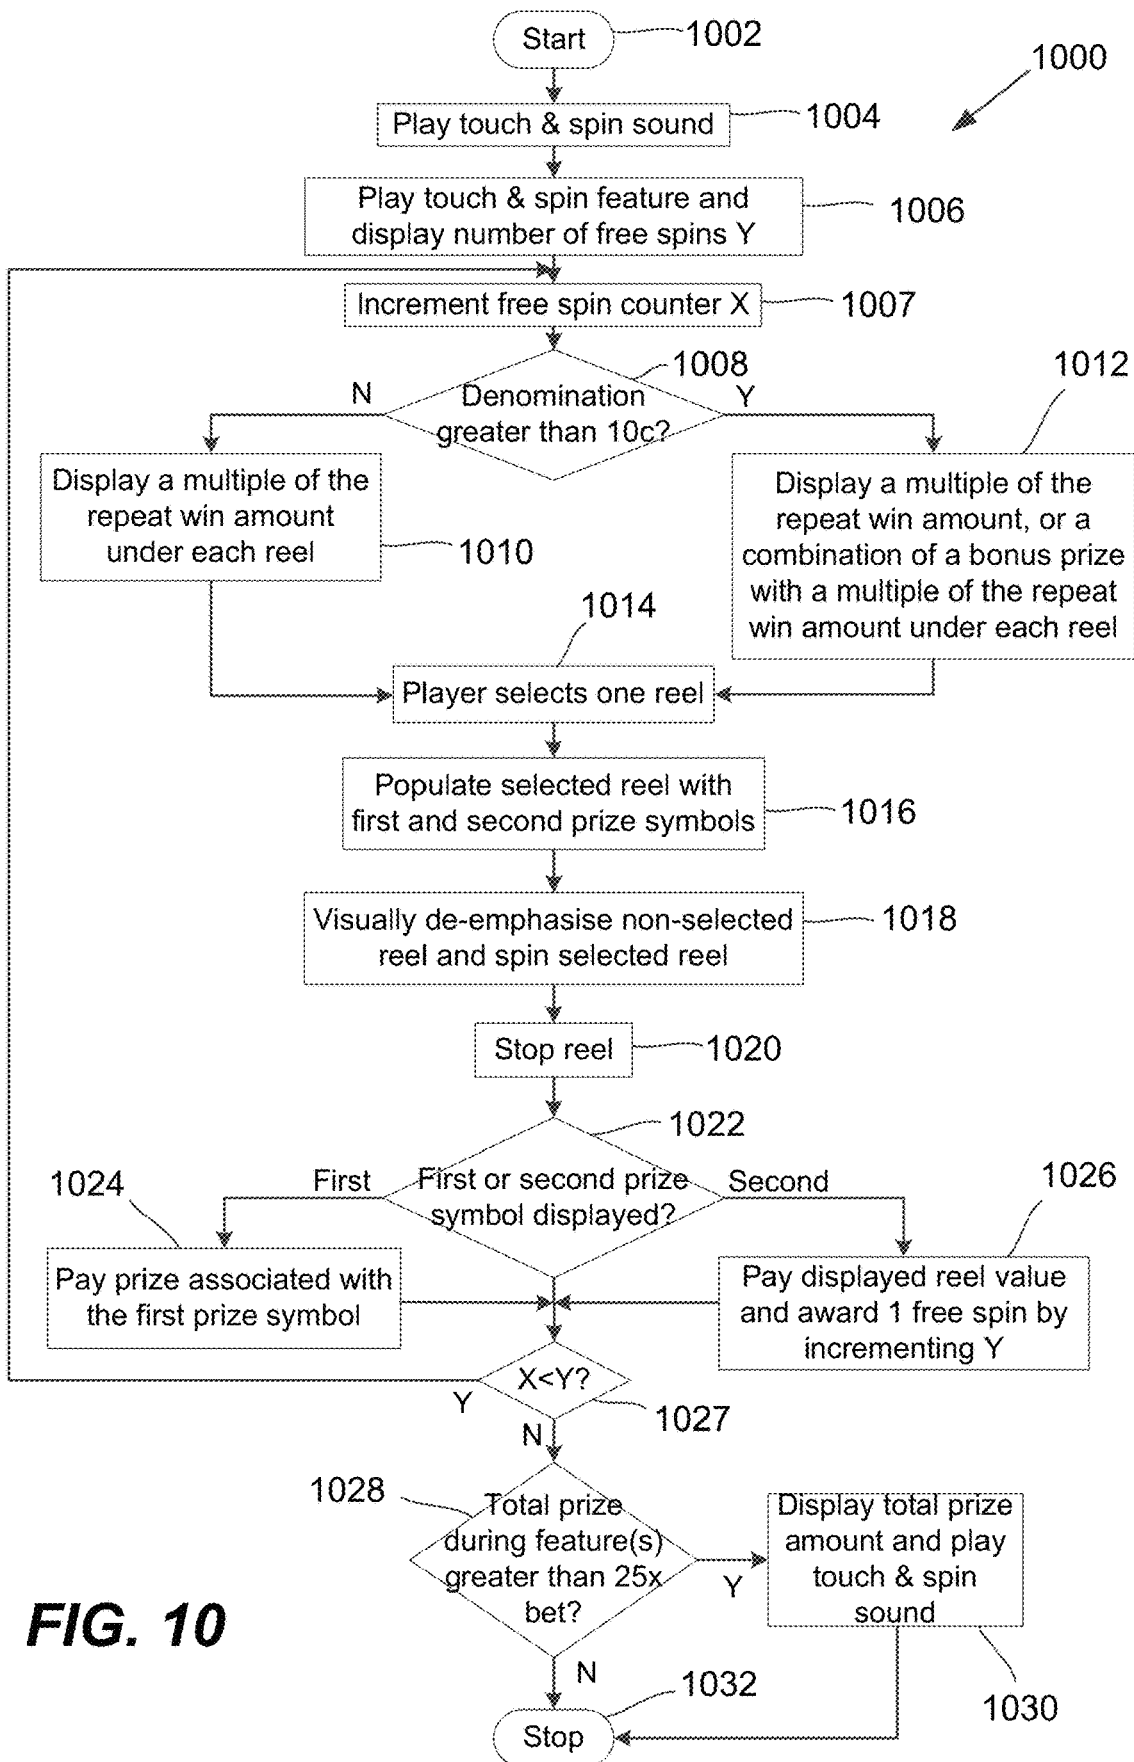 Start
1002
1000
Play touch & spin sound
1004
Play touch & spin feature and
display number of free spins Y
1006
Increment free spin counter X
1007
1008
N
Denomination
greater than 10c?
Y
1012
Display a multiple of the
repeat win amount
under each reel
1010
Display a multiple of the
repeat win amount, or a
combination of a bonus prize
with a multiple of the repeat
win amount under each reel
1014
Player selects one reel
Populate selected reel with
first and second prize symbols
1016
Visually de-emphasise non-selected
reel and spin selected reel
1018
Stop reel
1020
1022
1024
First
First or second prize
symbol displayed?
Second
1026
Pay prize associated with
the first prize symbol
Pay displayed reel value
and award 1 free spin by
incrementing Y
X<Y?
Y
1027
N
1028
Total prize
during feature(s)
greater than 25x
bet?
Y
Display total prize
amount and play
touch & spin
sound
1030
FIG. 10
N
1032
Stop